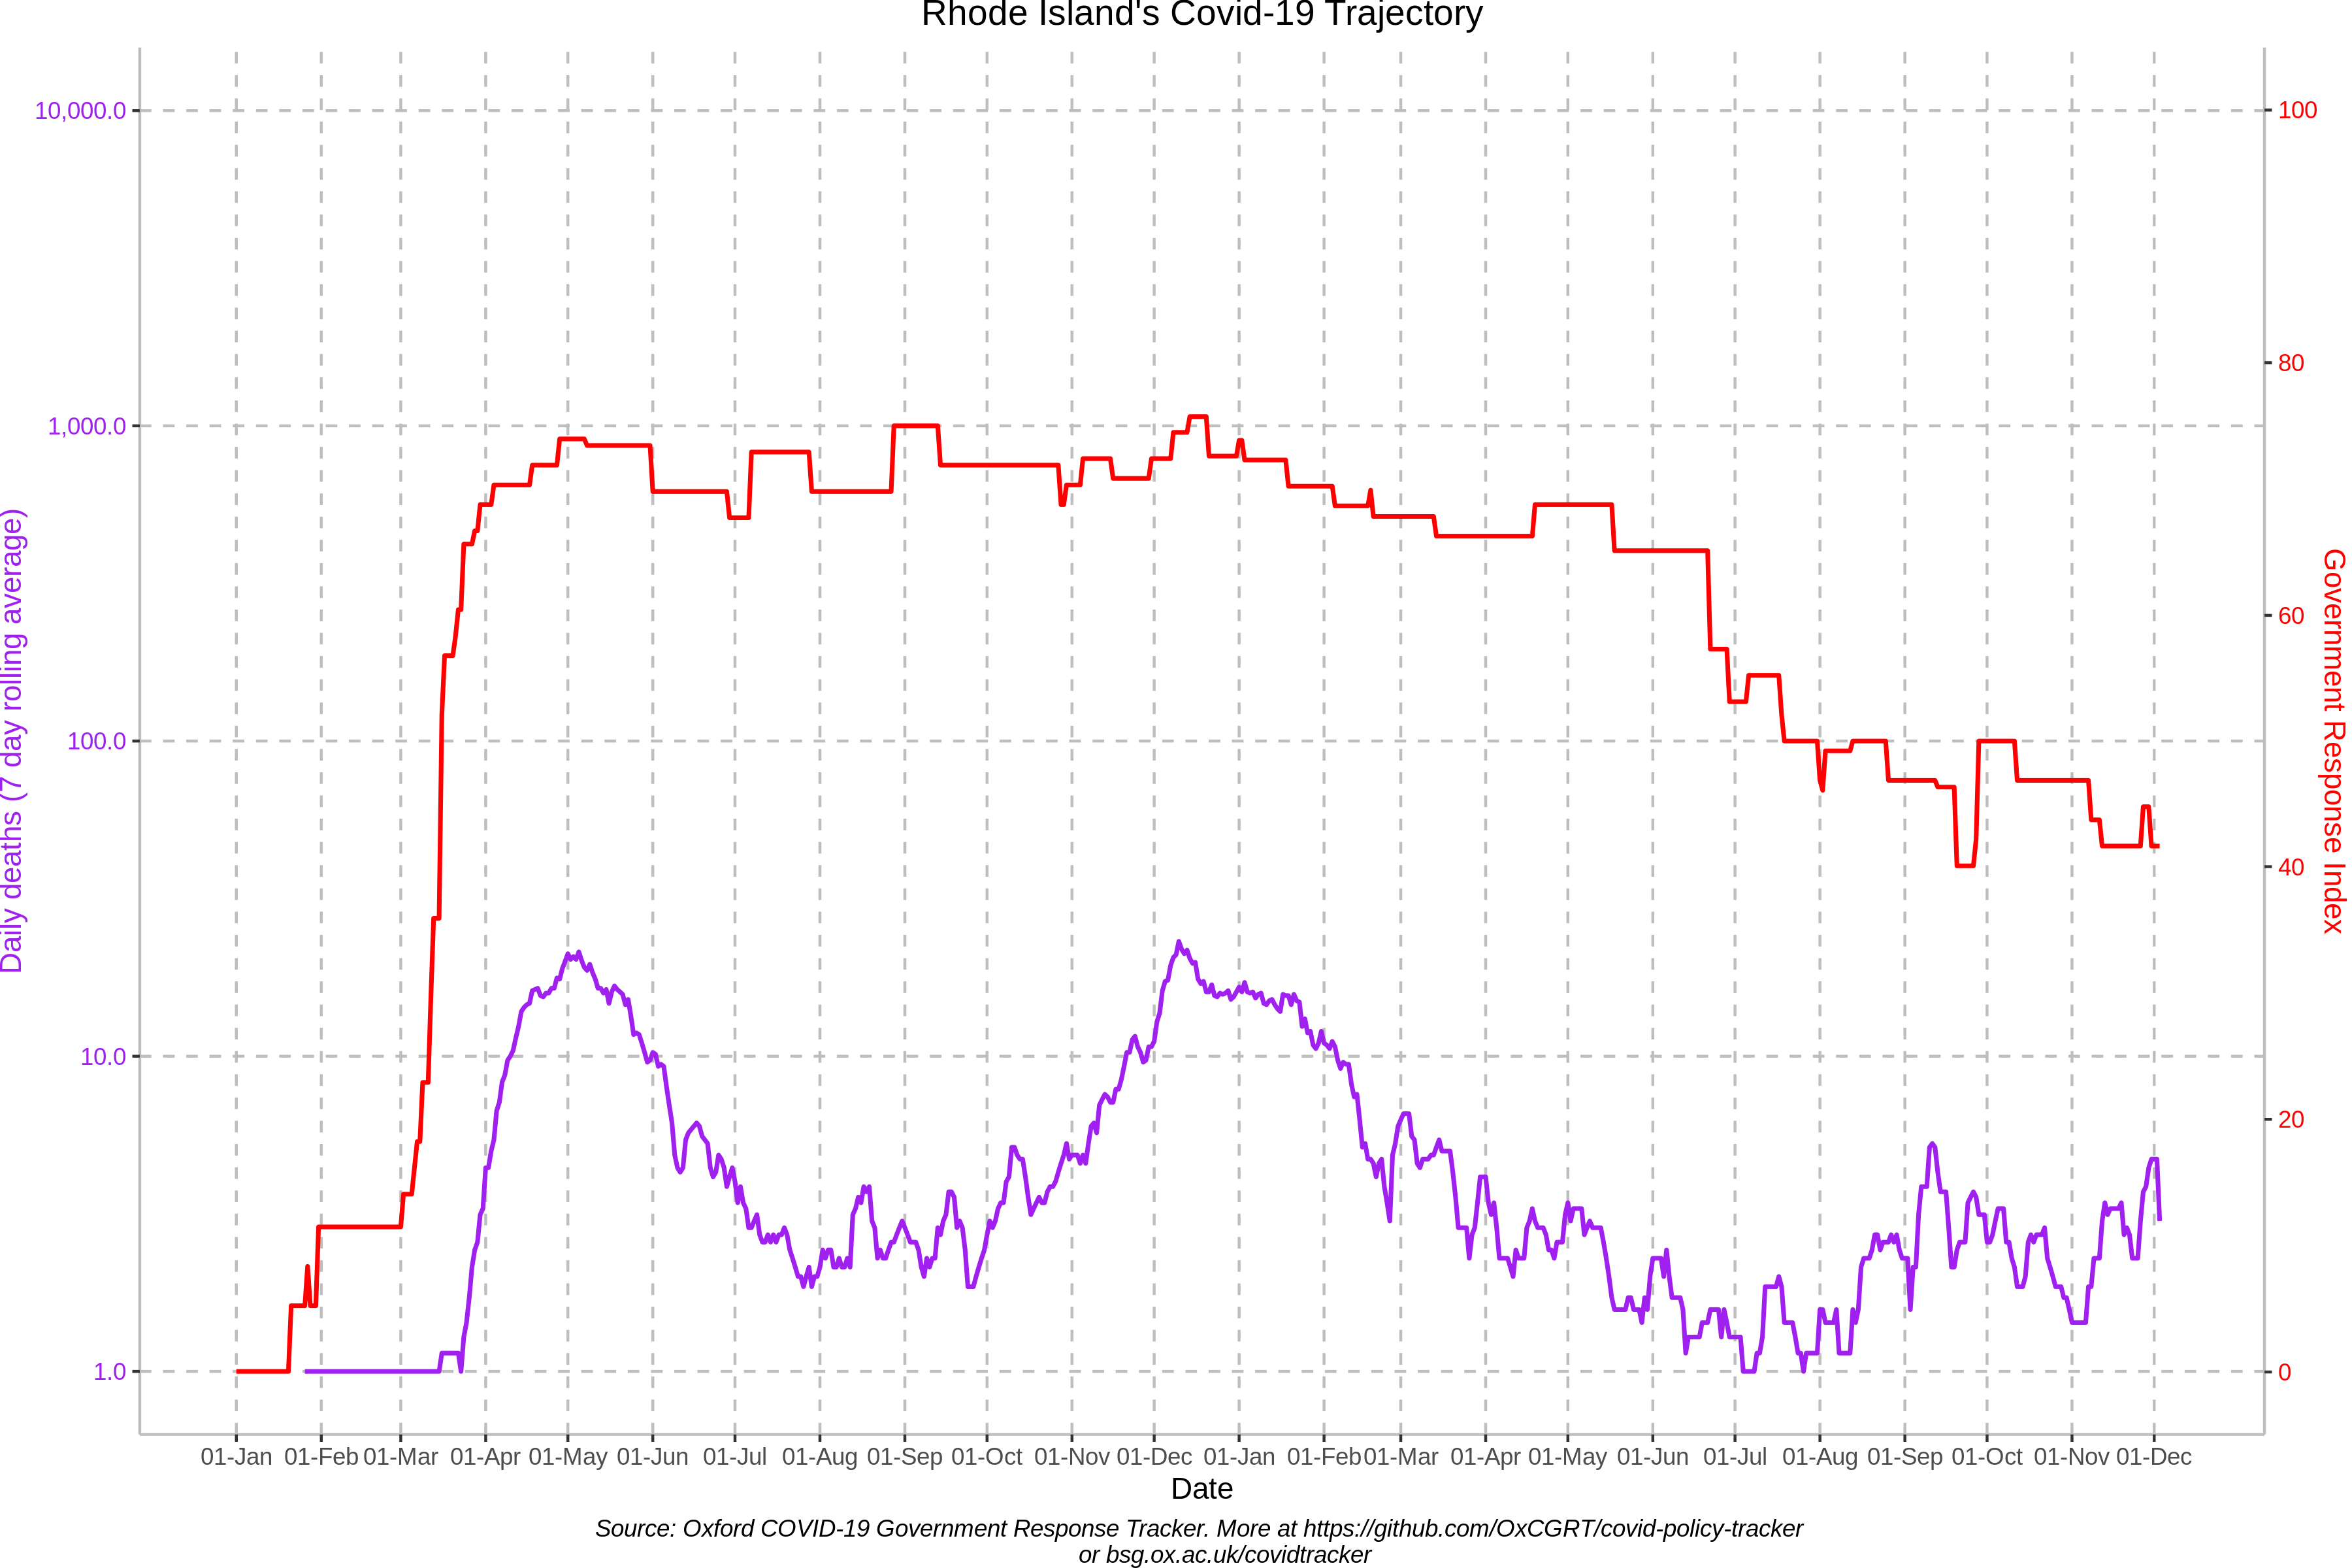 Rhode Island's Covid-19 Trajectory
10,000.0
1,000.0
100.0
10.0
1.0
Daily deaths (7 day rolling average)
100
80
60
40
20
0
Government Response Index
01-Jan 01-Feb 01-Mar 01-Apr 01-May 01-Jun 01-Jul 01-Aug 01-Sep 01-Oct 01-Nov 01-Dec 01-Jan 01-Feb 01-Mar 01-Apr 01-May 01-Jun 01-Jul 01-Aug 01-Sep 01-Oct 01-Nov 01-Dec
Date
Source: Oxford COVID-19 Government Response Tracker. More at https://github.com/OxCGRT/covid-policy-tracker
or bsg.ox.ac.uk/covidtracker